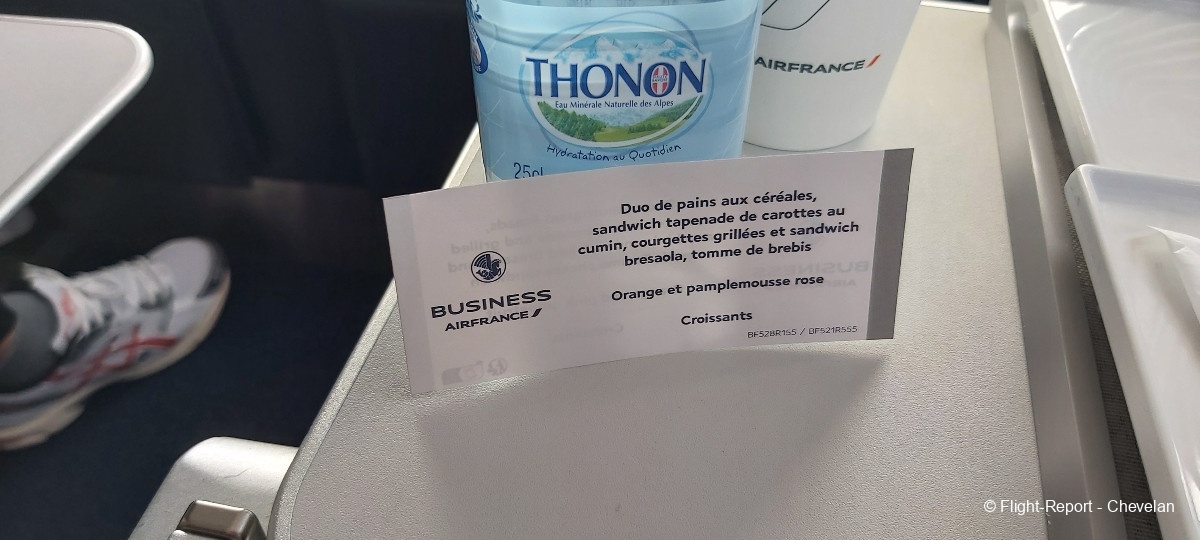 THONON
Eau Minérale Naturelle des Alpes
Hydratation au Quotidien
25cl
AIRFRANCE
Duo de pains aux céréales,
sandwich tapenade de carottes au
cumin, courgettes grillées et sandwich
bresaola, tomme de brebis
Orange et pamplemousse rose
Croissants
BF528R155 / BF521R555
BUSINESS
AIRFRANCE
© Flight-Report - Chevelan